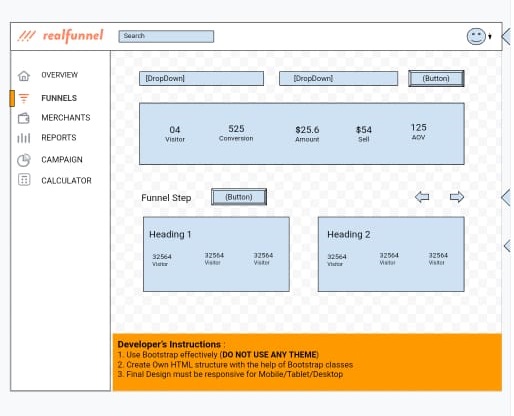 realfunnel
Search
OVERVIEW
FUNNELS
MERCHANTS
REPORTS
CAMPAIGN
CALCULATOR
[DropDown]
[DropDown]
(Button)
04
Visitor
525
Conversion
$25.6
Amount
$54
Sell
125
AOV
Funnel Step
(Button)
Heading 1
32564
Visitor
32564
Visitor
32564
Visitor
Heading 2
32564
Visitor
32564
Visitor
32564
Visitor
Developer's Instructions :
1. Use Bootstrap effectively (DO NOT USE ANY THEME)
2. Create Own HTML structure with the help of Bootstrap classes
3. Final Design must be responsive for Mobile/Tablet/Desktop